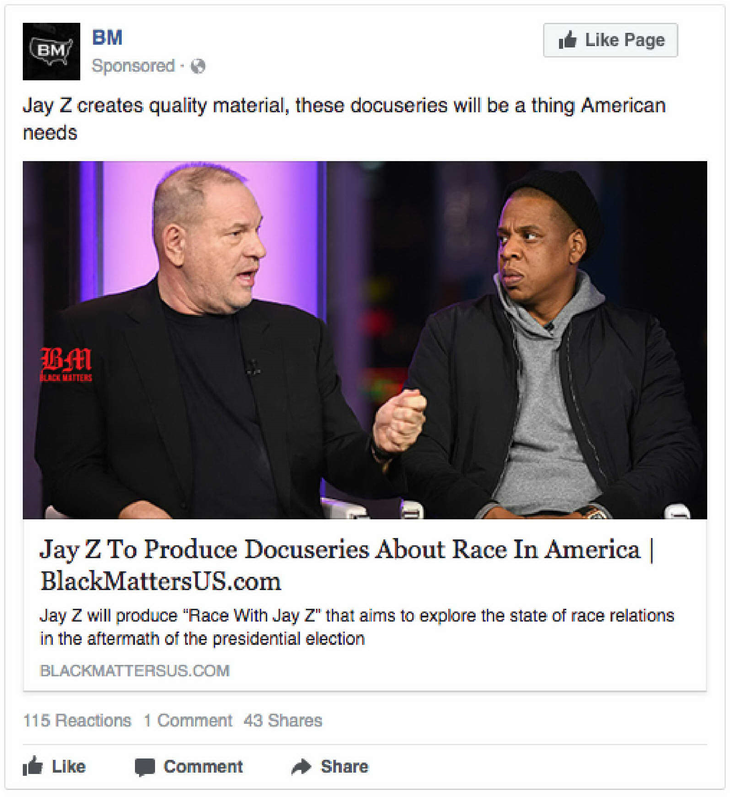 BM
BM
Like Page
Sponsored ·
Jay Z creates quality material, these docuseries will be a thing American
needs
BM
BLACK MATTERS
Jay Z To Produce Docuseries About Race In America |
BlackMattersUS.com
Jay Z will produce “Race With Jay Z” that aims to explore the state of race relations
in the aftermath of the presidential election
BLACKMATTERSUS.COM
115 Reactions 1 Comment 43 Shares
Like Comment Share